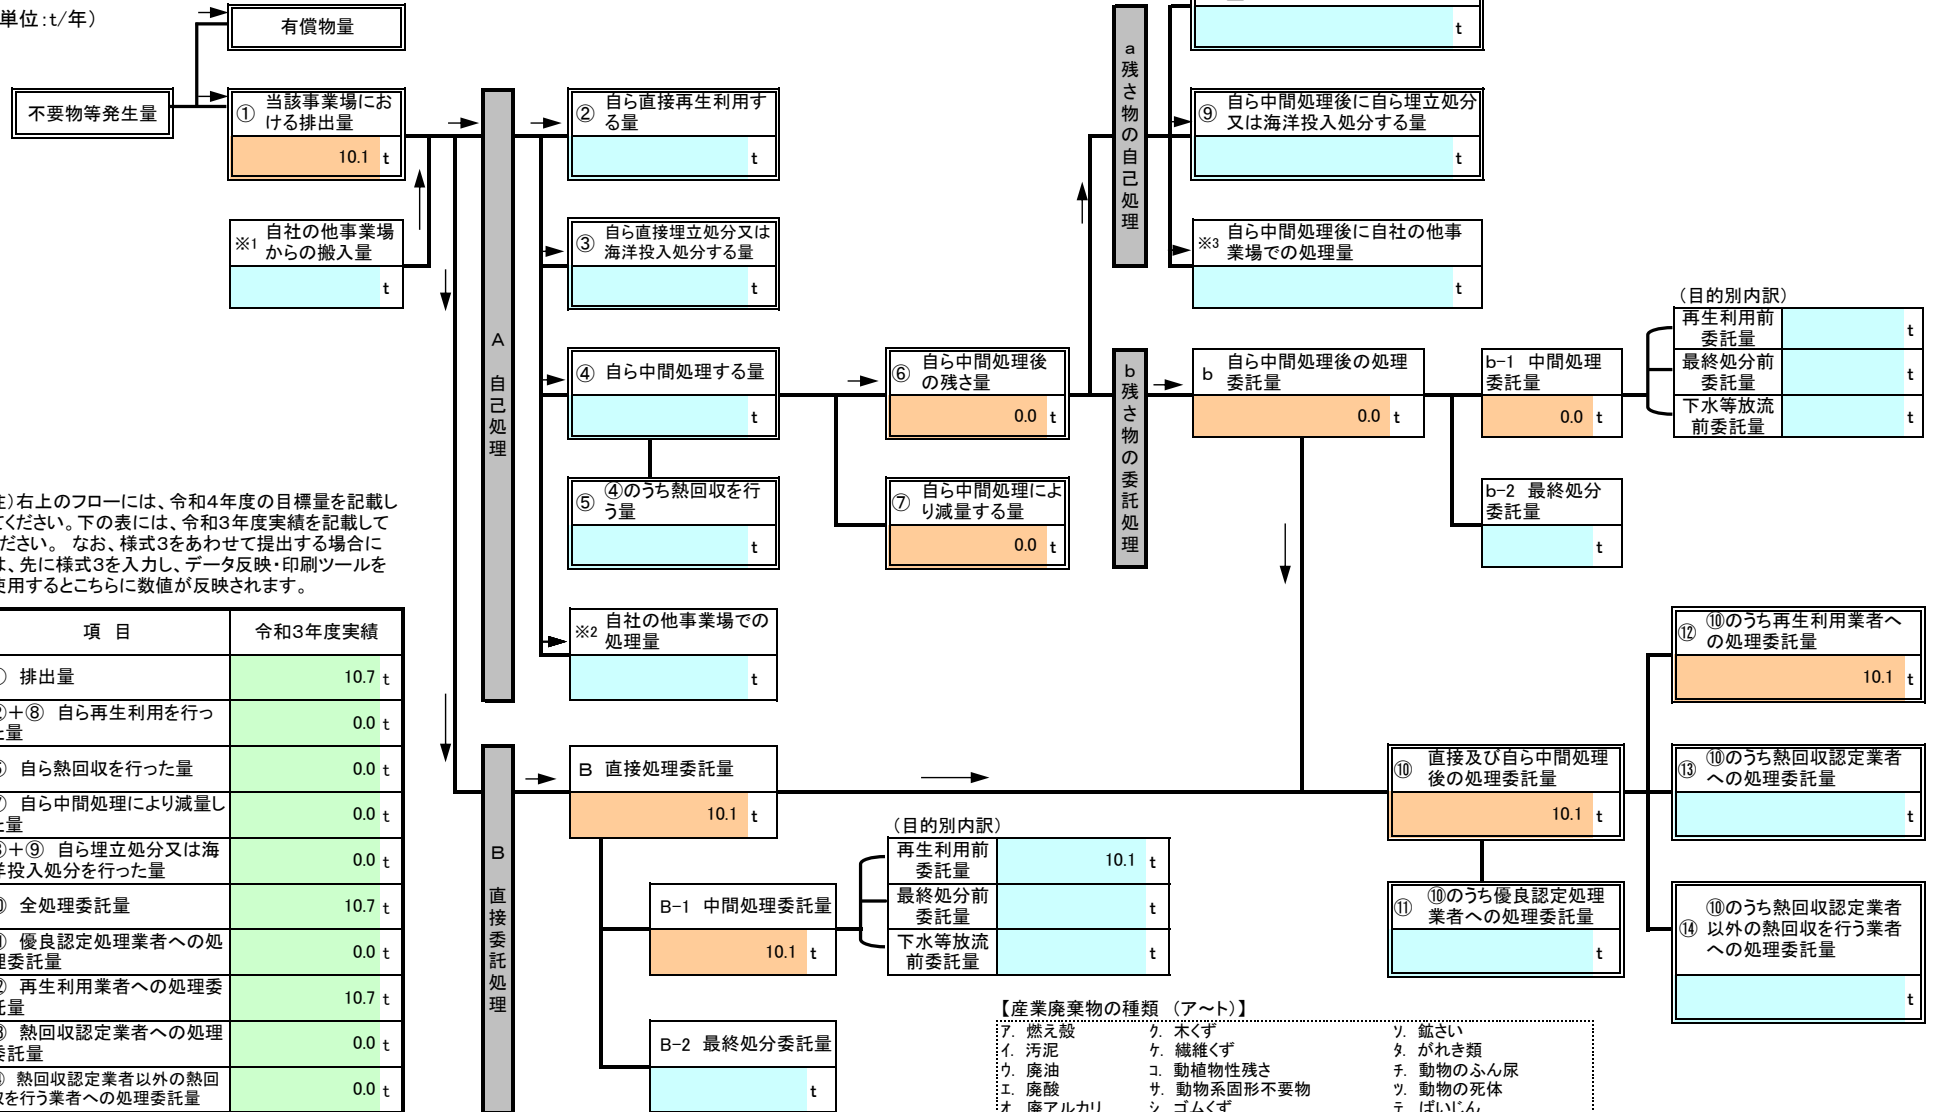 単位：t/年）
有償物量
t
不要物等発生量
① 当該事業場にお
ける排出量
10.1 t
② 自ら直接再生利用す
る量
t
a
残
さ
物
の
自
己
処
理
⑨ 自ら中間処理後に自ら埋立処分
又は海洋投入処分する量
t
※1 自社の他事業場
からの搬入量
t
③ 自ら直接埋立処分又は
海洋投入処分する量
t
※3 自ら中間処理後に自社の他事
業場での処理量
t
A
自
己
処
理
④ 自ら中間処理する量
t
⑥ 自ら中間処理後
の残さ量
0.0 t
b
残
さ
物
の
委
託
処
理
b 自ら中間処理後の処理
委託量
0.0 t
b-1 中間処理
委託量
0.0 t
（目的別内訳）
再生利用前
委託量
t
最終処分前
委託量
t
下水等放流
前委託量
t
⑤ ④のうち熱回収を行
う量
t
⑦ 自ら中間処理によ
り減量する量
0.0 t
b-2 最終処分
委託量
t
）右上のフローには、令和４年度の目標量を記載し
ください。下の表には、令和３年度実績を記載して
ださい。 なお、様式３をあわせて提出する場合に
、先に様式３を入力し、データ反映・印刷ツールを
使用するとこちらに数値が反映されます。
※2 自社の他事業場での
処理量
t
項 目 令和３年度実績
排出量 10.7 t
＋⑧ 自ら再生利用を行っ
量
0.0 t
自ら熱回収を行った量 0.0 t
自ら中間処理により減量し
量
0.0 t
＋⑨ 自ら埋立処分又は海
洋投入処分を行った量
0.0 t
全処理委託量 10.7 t
優良認定処理業者への処
理委託量
0.0 t
再生利用業者への処理委
託量
10.7 t
熱回収認定業者への処理
委託量
0.0 t
熱回収認定業者以外の熱回
収を行う業者への処理委託量
0.0 t
B
直
接
委
託
処
理
B 直接処理委託量
10.1 t
B-1 中間処理委託量
10.1 t
（目的別内訳）
再生利用前
委託量
10.1 t
最終処分前
委託量
t
下水等放流
前委託量
t
B-2 最終処分委託量
t
⑩ 直接及び自ら中間処理
後の処理委託量
10.1 t
⑪ ⑩のうち優良認定処理
業者への処理委託量
t
⑫ ⑩のうち再生利用業者へ
の処理委託量
10.1 t
⑬ ⑩のうち熱回収認定業者
への処理委託量
t
⑭ ⑩のうち熱回収認定業者
以外の熱回収を行う業者
への処理委託量
t
【産業廃棄物の種類 （ア～ト）】
ア. 燃え殻 ク. 木くず ソ. 鉱さい
イ. 汚泥 ケ. 繊維くず タ. がれき類
ウ. 廃油 コ. 動植物性残さ チ. 動物のふん尿
エ. 廃酸 サ. 動物系固形不要物 ツ. 動物の死体
オ. 廃アルカリ シ. ゴムくず テ. ばいじん